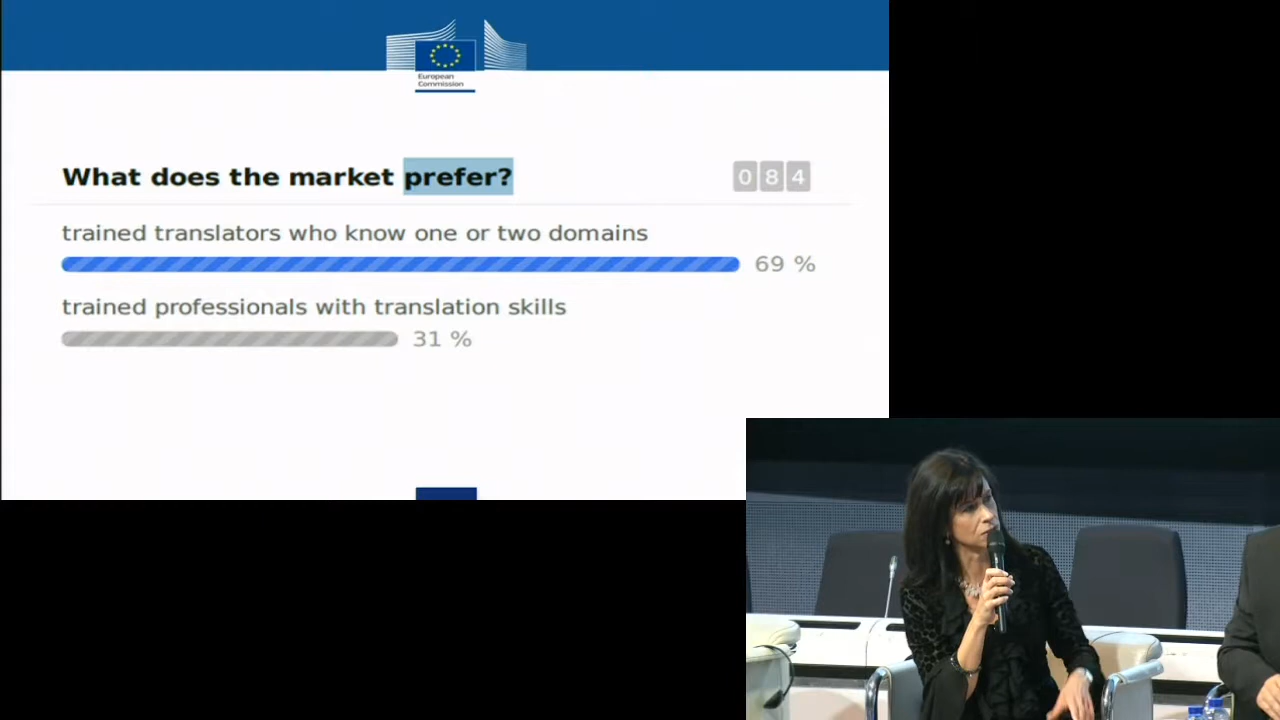 European
Commission
What does the market prefer?
084
trained translators who know one or two domains
69 %
trained professionals with translation skills
31 %